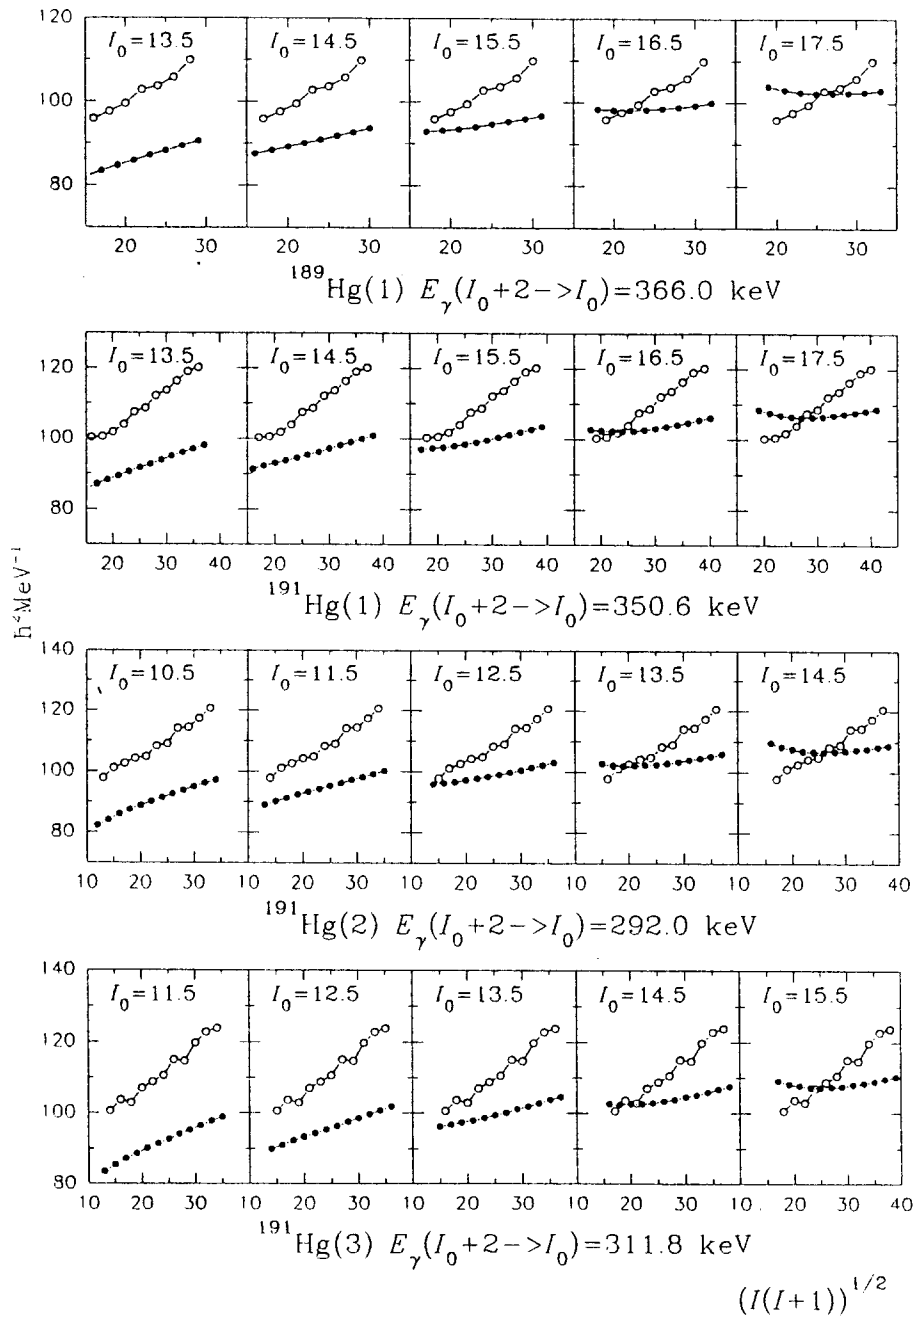 120
I₀=13.5 I₀=14.5 I₀=15.5 I₀=16.5 I₀=17.5
100
80
20 30 20 30 20 30 20 30 20 30
¹⁸⁹Hg(1) E_γ(I₀+2->I₀)=366.0 keV
I₀=13.5 I₀=14.5 I₀=15.5 I₀=16.5 I₀=17.5
120
100
80
20 30 40 20 30 40 20 30 40 20 30 40 20 30 40
¹⁹¹Hg(1) E_γ(I₀+2->I₀)=350.6 keV
ħ²MeV⁻¹
140
I₀=10.5 I₀=11.5 I₀=12.5 I₀=13.5 I₀=14.5
120
100
80
10 20 30 10 20 30 10 20 30 10 20 30 10 20 30 40
¹⁹¹Hg(2) E_γ(I₀+2->I₀)=292.0 keV
140
I₀=11.5 I₀=12.5 I₀=13.5 I₀=14.5 I₀=15.5
120
100
80
10 20 30 10 20 30 10 20 30 10 20 30 10 20 30 40
¹⁹¹Hg(3) E_γ(I₀+2->I₀)=311.8 keV
(I(I+1))^1/2